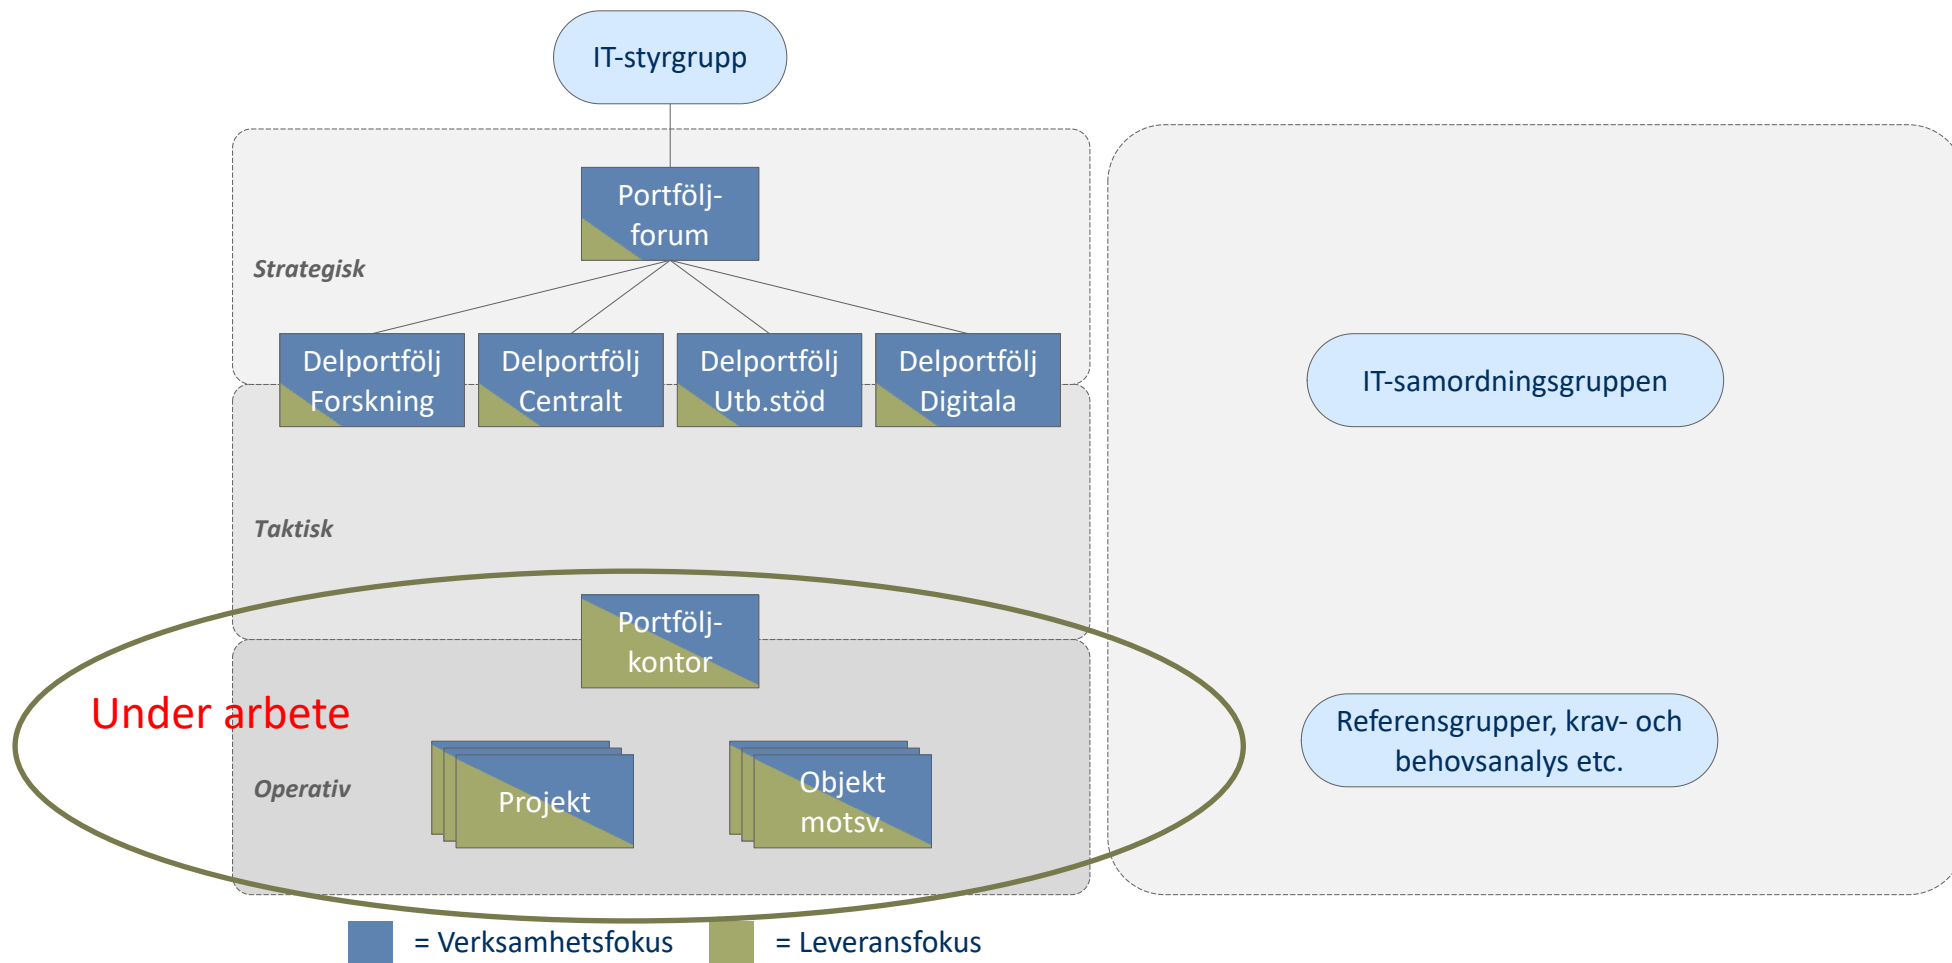 IT-styrgrupp
Portfölj-
forum
Strategisk
Delportfölj
Forskning
Delportfölj
Centralt
Delportfölj
Utb.stöd
Delportfölj
Digitala
IT-samordningsgruppen
Taktisk
Portfölj-
kontor
Under arbete
Referensgrupper, krav- och
behovsanalys etc.
Operativ
Projekt
Objekt
motsv.
= Verksamhetsfokus
= Leveransfokus